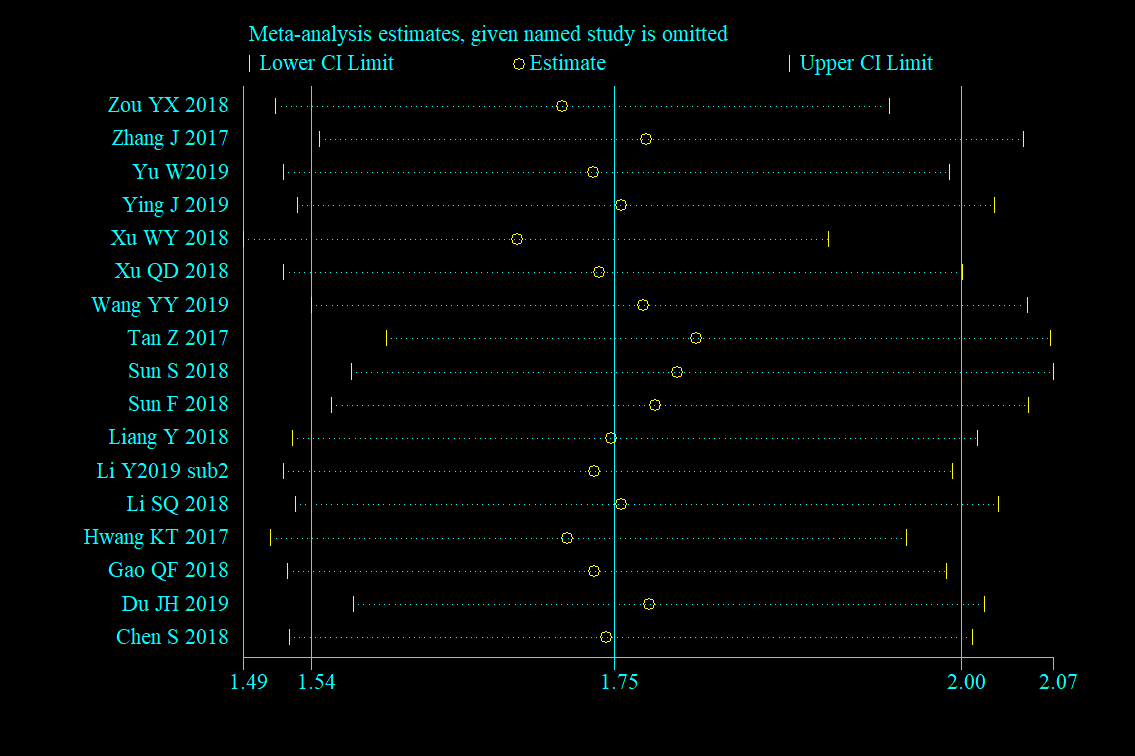 Meta-analysis estimates, given named study is omitted
Lower CI Limit Estimate Upper CI Limit
Zou YX 2018
Zhang J 2017
Yu W2019
Ying J 2019
Xu WY 2018
Xu QD 2018
Wang YY 2019
Tan Z 2017
Sun S 2018
Sun F 2018
Liang Y 2018
Li Y2019 sub2
Li SQ 2018
Hwang KT 2017
Gao QF 2018
Du JH 2019
Chen S 2018
1.49 1.54 1.75 2.00 2.07